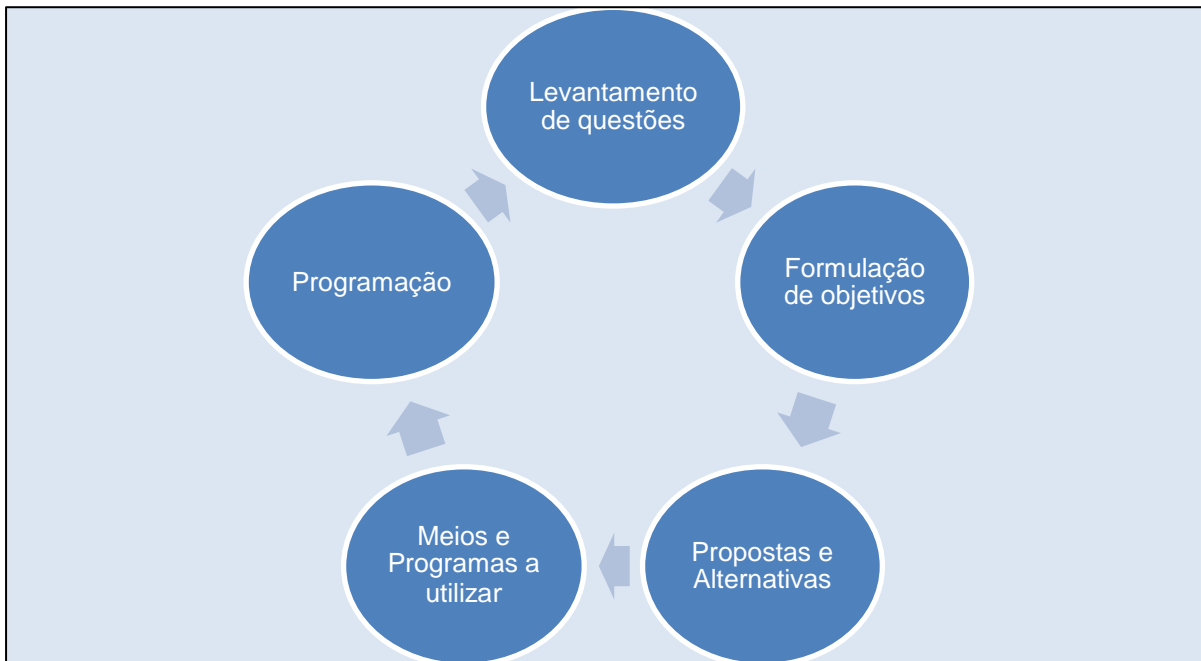 Levantamento
de questões
Formulação
de objetivos
Propostas e
Alternativas
Meios e
Programas a
utilizar
Programação